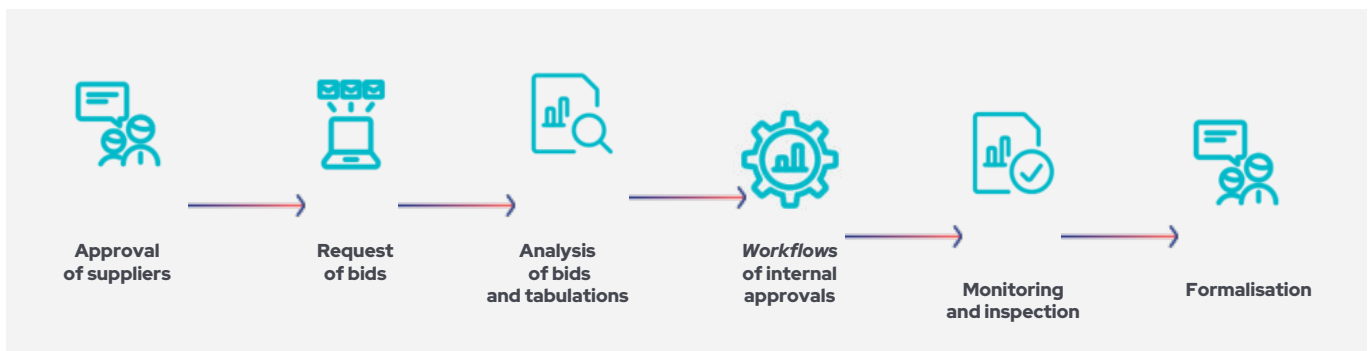 Approval
of suppliers
Request
of bids
Analysis
of bids
and tabulations
Workflows
of internal
approvals
Monitoring
and inspection
Formalisation